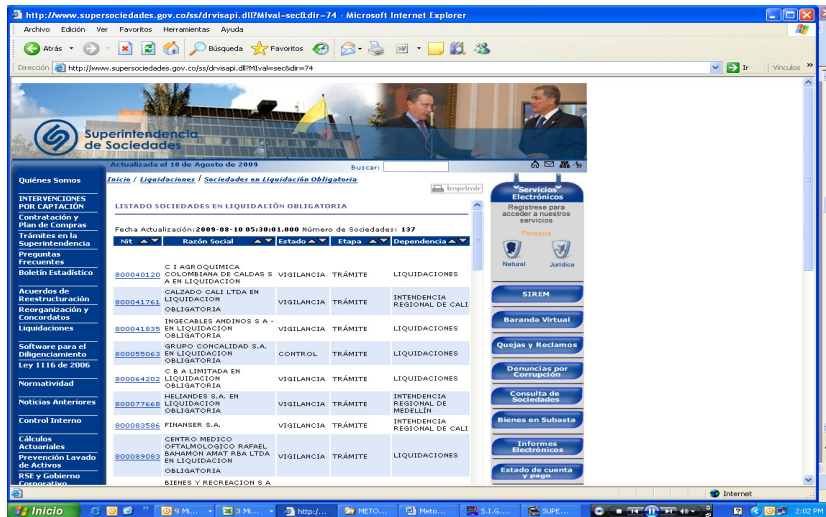 http://www.supersociedades.gov.co/ss/drvisapi.dll?MIval=sec&dir=74 - Microsoft Internet Explorer
Archivo Edición Ver Favoritos Herramientas Ayuda
Atrás Búsqueda Favoritos
Dirección http://www.supersociedades.gov.co/ss/drvisapi.dll?MIval=sec&dir=74 Ir Vínculos »
Superintendencia
de Sociedades
Actualizada el 10 de Agosto de 2009
Buscar:
Quiénes Somos
INTERVENCIONES
POR CAPTACIÓN
Contratación y
Plan de Compras
Trámites en la
Superintendencia
Preguntas
Frecuentes
Boletín Estadístico
Acuerdos de
Reestructuración
Reorganización y
Concordatos
Liquidaciones
Software para el
Diligenciamiento
Ley 1116 de 2006
Normatividad
Noticias Anteriores
Control Interno
Cálculos
Actuariales
Prevención Lavado
de Activos
RSE y Gobierno
Corporativo
Inicio / Liquidaciones / Sociedades en Liquidación Obligatoria
Imprimir
LISTADO SOCIEDADES EN LIQUIDACIÓN OBLIGATORIA
Fecha Actualización:2009-08-10 05:30:01.000 Número de Sociedades: 137
Nit Razón Social Estado Etapa Dependencia
800040120 C I AGROQUIMICA COLOMBIANA DE CALDAS S A EN LIQUIDACION VIGILANCIA TRÁMITE LIQUIDACIONES
800041761 CALZADO CALI LTDA EN LIQUIDACION OBLIGATORIA VIGILANCIA TRÁMITE INTENDENCIA REGIONAL DE CALI
800041835 INGECABLES ANDINOS S A - EN LIQUIDACION OBLIGATORIA VIGILANCIA TRÁMITE LIQUIDACIONES
800055063 GRUPO CONCALIDAD S.A. EN LIQUIDACION OBLIGATORIA CONTROL TRÁMITE LIQUIDACIONES
800064202 C B A LIMITADA EN LIQUIDACION OBLIGATORIA VIGILANCIA TRÁMITE LIQUIDACIONES
800077668 HELIANDES S.A. EN LIQUIDACION OBLIGATORIA VIGILANCIA TRÁMITE INTENDENCIA REGIONAL DE MEDELLÍN
800083586 FINANSER S.A. VIGILANCIA TRÁMITE INTENDENCIA REGIONAL DE CALI
800089083 CENTRO MEDICO OFTALMOLOGICO RAFAEL BAHAMON AMAT RBA LTDA EN LIQUIDACION OBLIGATORIA VIGILANCIA TRÁMITE LIQUIDACIONES
BIENES Y RECREACION S A
Servicios
Electrónicos
Registrese para
acceder a nuestros
servicios
Persona
Natural Jurídica
SIREM
Baranda Virtual
Quejas y Reclamos
Denuncias por
Corrupción
Consulta de
Sociedades
Bienes en Subasta
Informes
Electrónicos
Estado de cuenta
y pago
Internet
Inicio 9 M... 3 M... http:/... METO... Meto... S.I.G.... SUPE... 2:02 PM